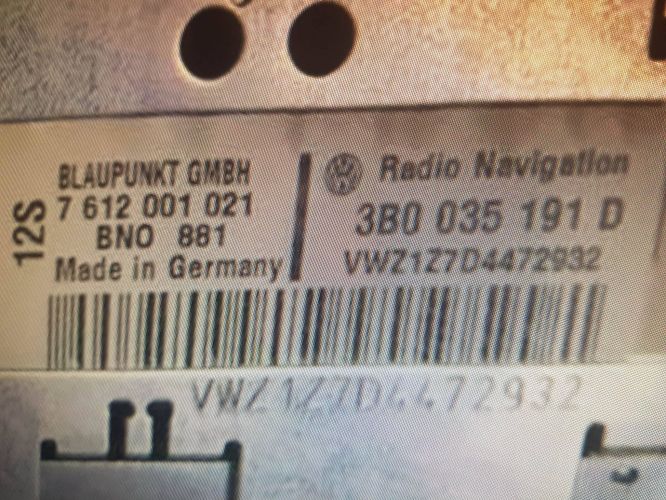 12S
BLAUPUNKT GMBH
7 612 001 021
BNO 881
Made in Germany
Radio Navigation
3B0 035 191 D
VWZ1Z7D4472932
VWZ1Z7D4472932